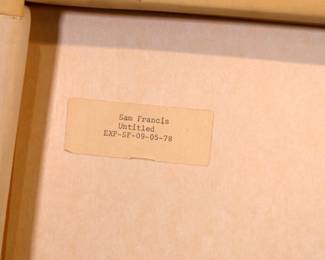 Sam Francis
Untitled
EXP-SF-09-05-78